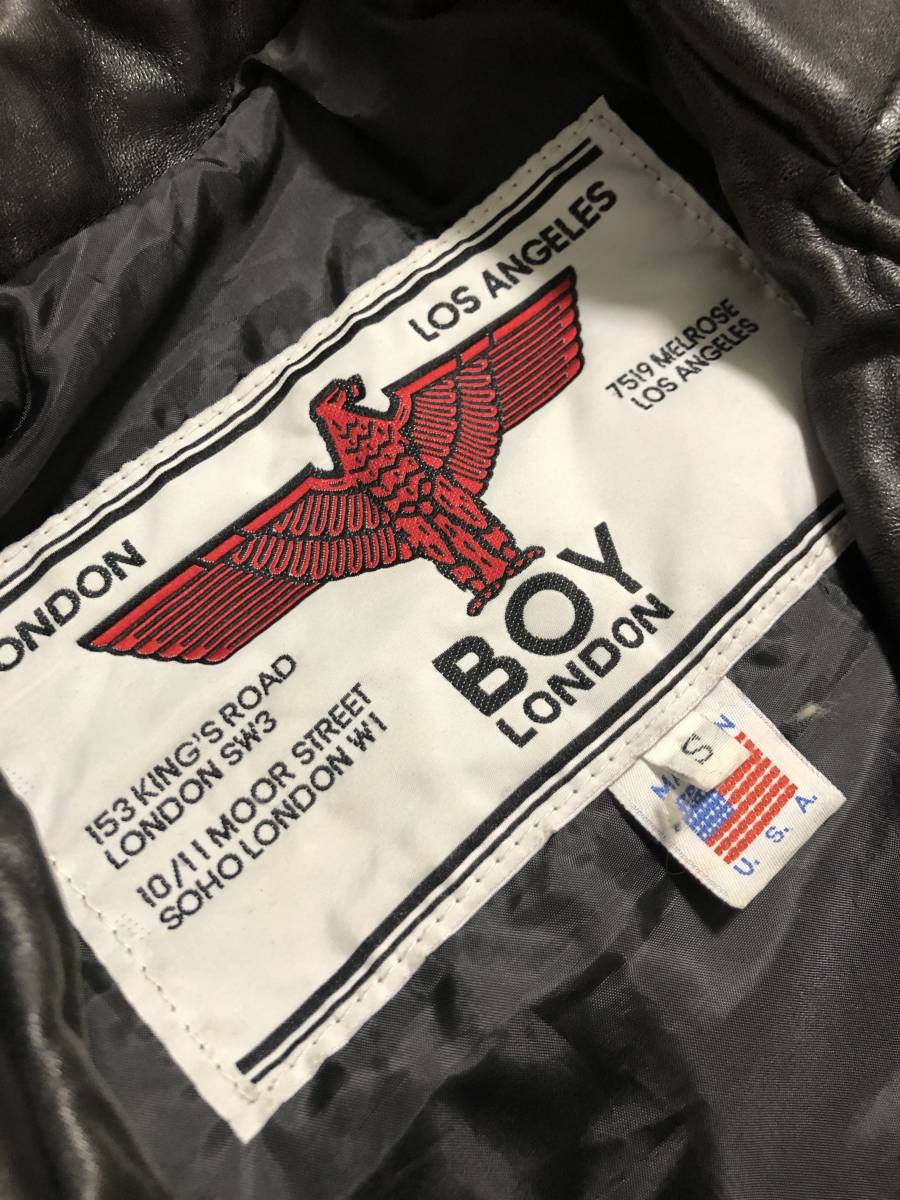 LOS ANGELES
7519 MELROSE
LOS ANGELES
ONDON
BOY
LONDON
153 KING'S ROAD
LONDON SW3
10/11 MOOR STREET
SOHO LONDON W1
S
U. S. A.